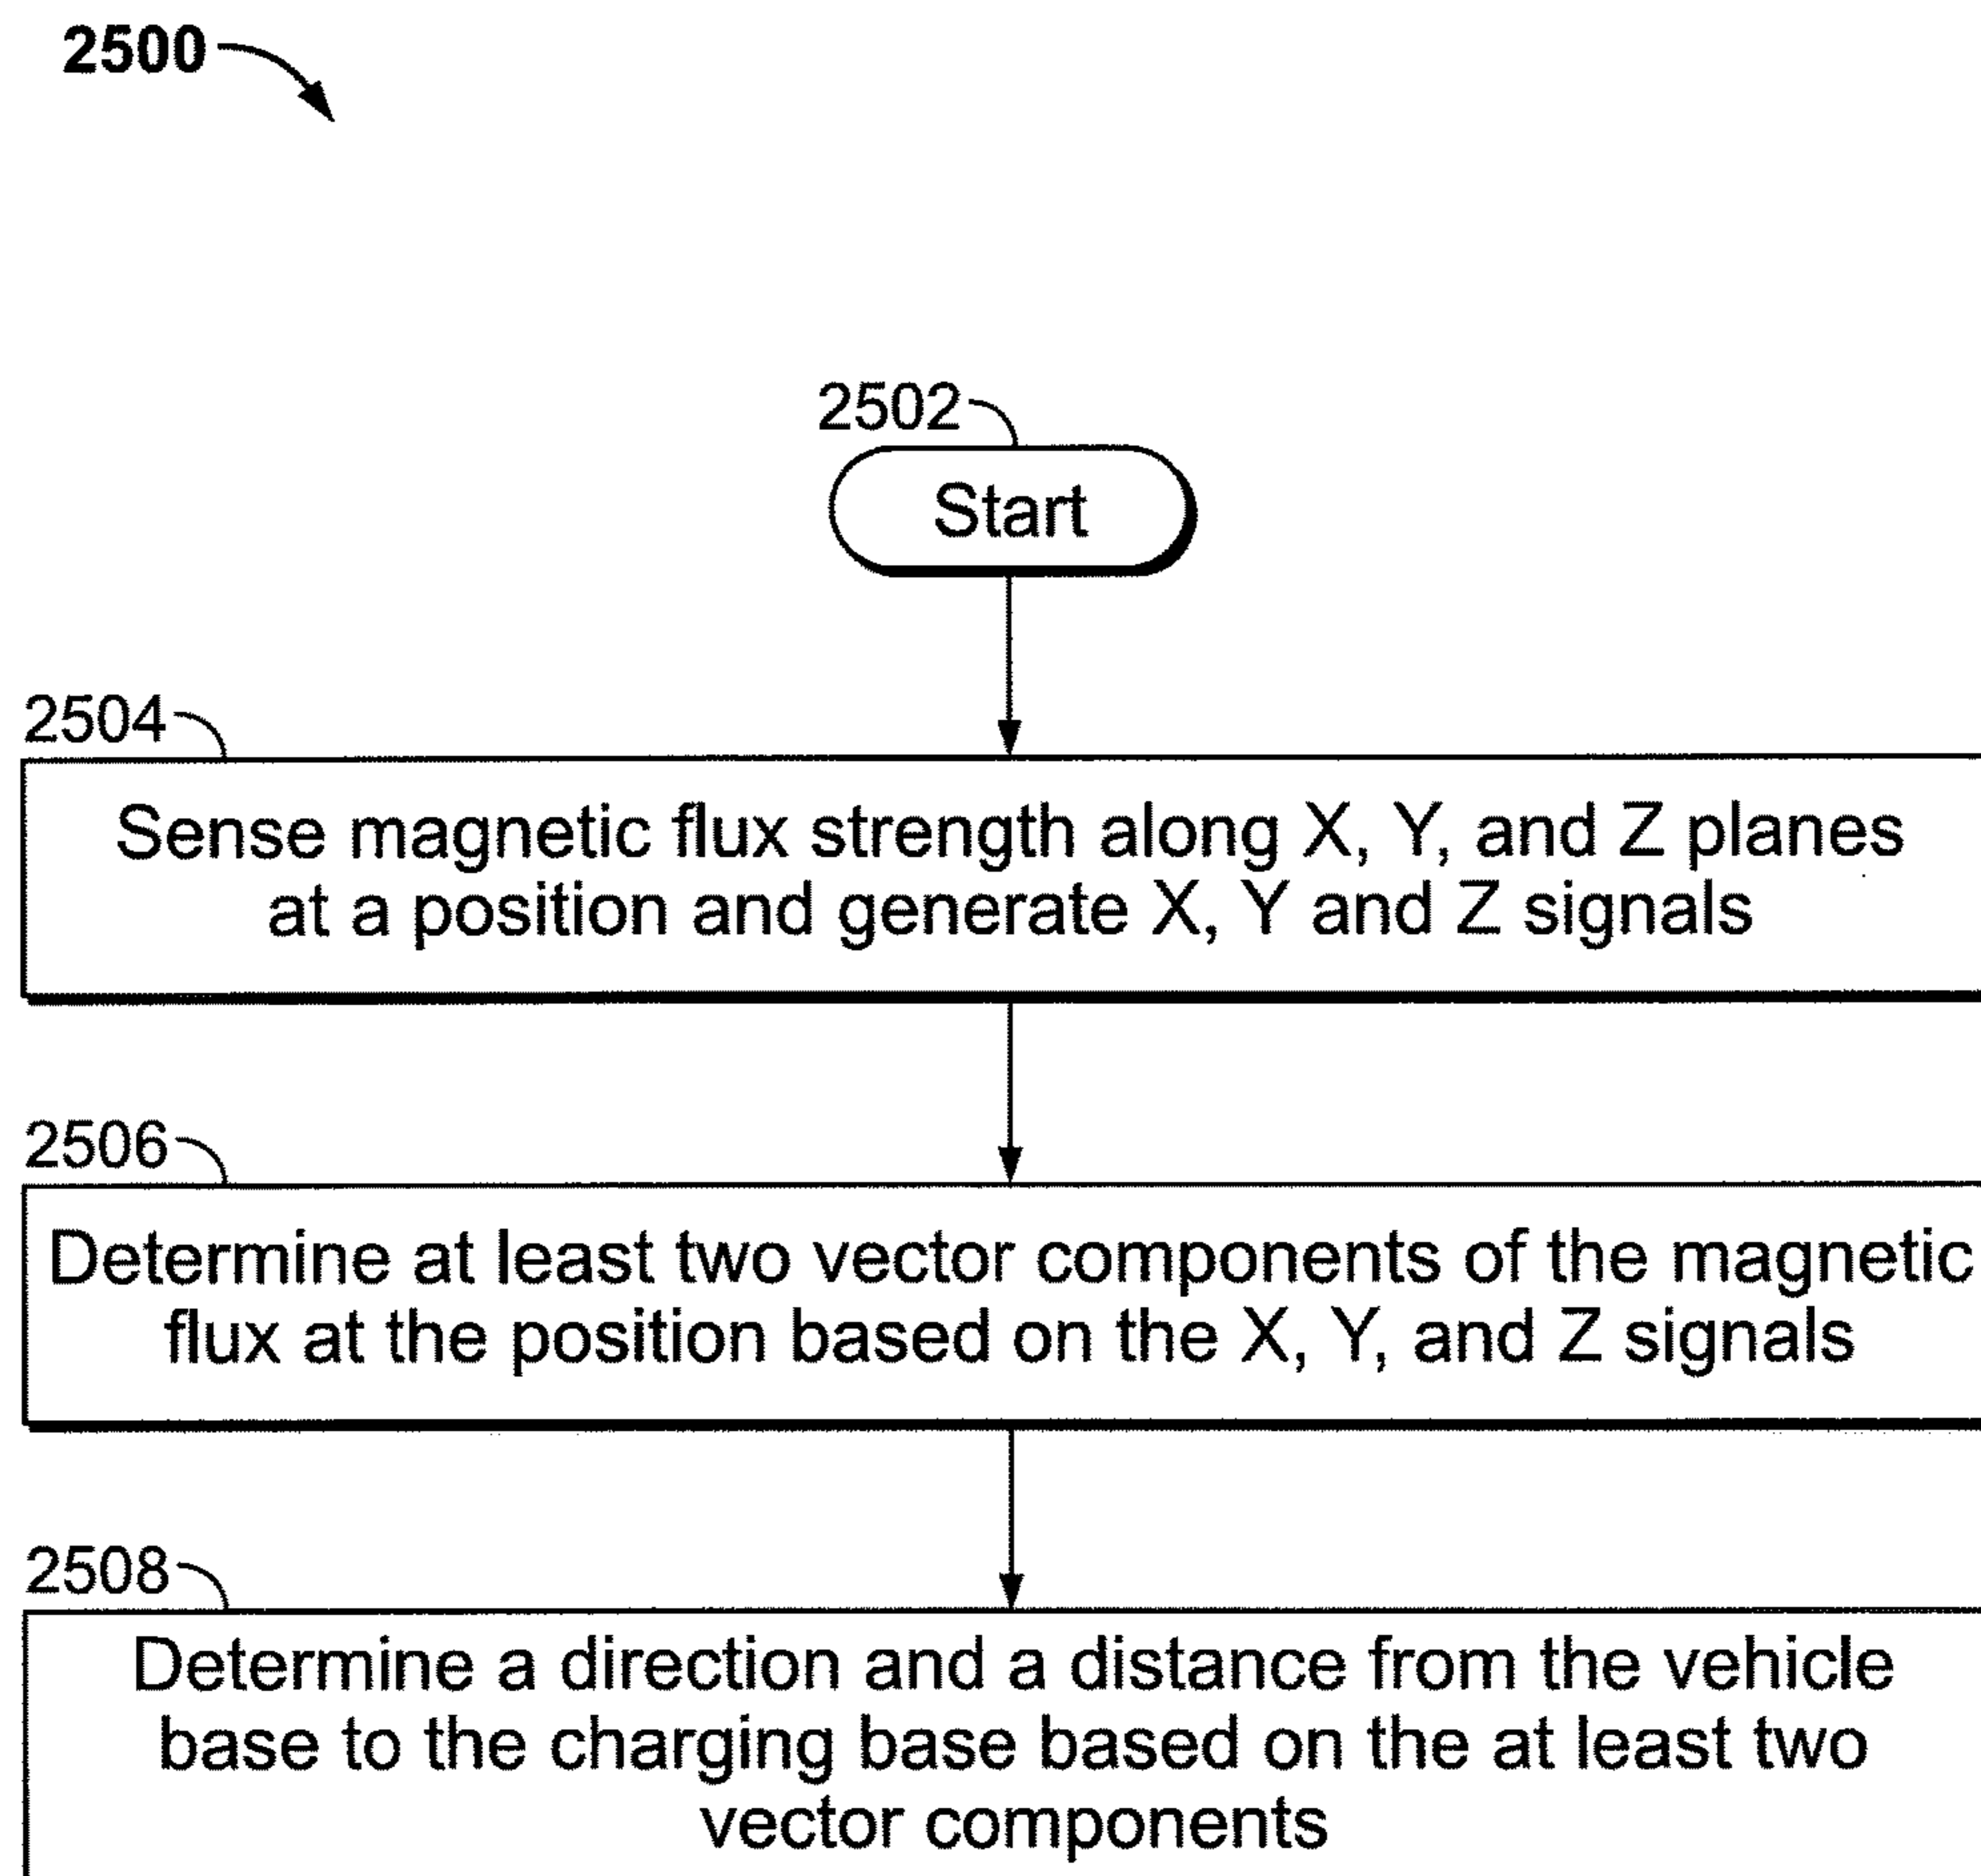 2500
2502
Start
2504
Sense magnetic flux strength along X, Y, and Z planes
at a position and generate X, Y and Z signals
2506
Determine at least two vector components of the magnetic
flux at the position based on the X, Y, and Z signals
2508
Determine a direction and a distance from the vehicle
base to the charging base based on the at least two
vector components